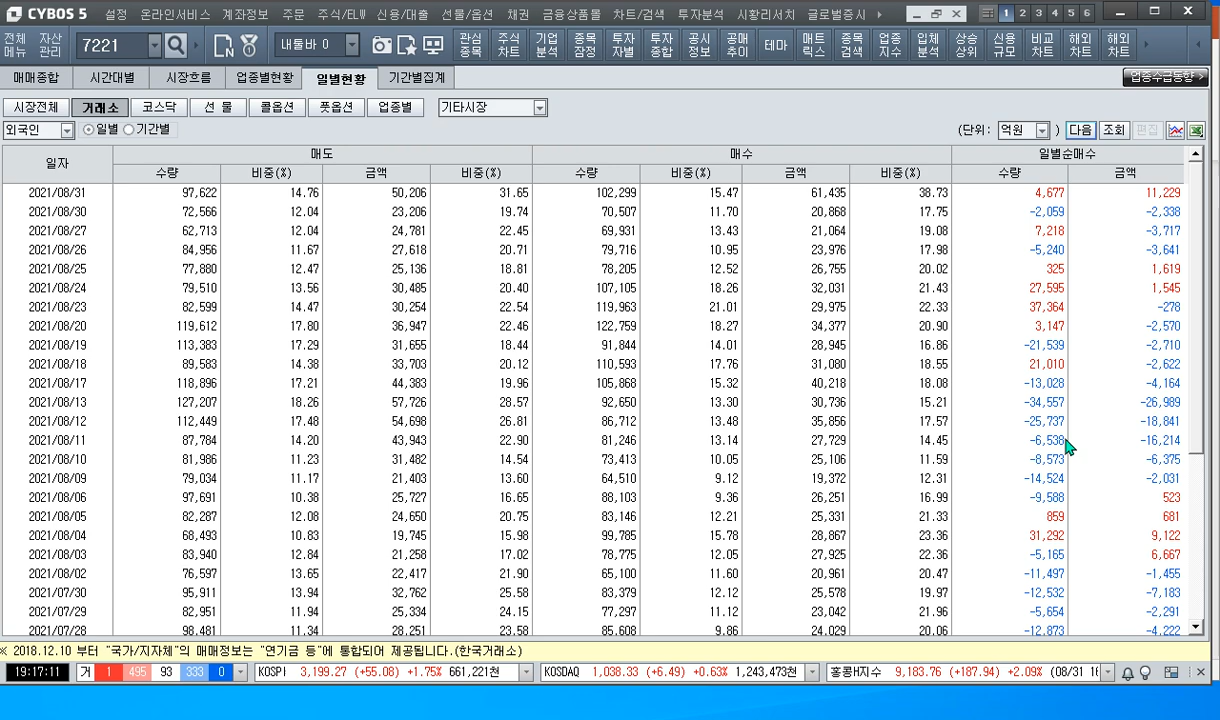 CYBOS 5 설정 온라인서비스 계좌정보 주문 주식/ELW 신용/대출 선물/옵션 채권 금융상품몰 차트/검색 투자분석 시황리서치 글로벌증시 1 2 3 4 5 6
전체메뉴 자산관리 7221 내툴바 0 관심종목 주식차트 기업분석 종목잠정 투자자별 투자종합 공시정보 공매추이 테마 매트릭스 종목검색 업종지수 입체분석 상승상위 신용규모 비교차트 해외차트 해외차트
매매종합 시간대별 시장흐름 업종별현황 일별현황 기간별집계 업종수급동향 >
시장전체 거래소 코스닥 선 물 콜옵션 풋옵션 업종별 기타시장
외국인 일별 기간별 (단위: 억원 ) 다음 조회 편집
일자 매도 매수 일별순매수
수량 비중(%) 금액 비중(%) 수량 비중(%) 금액 비중(%) 수량 금액
2021/08/31 97,622 14.76 50,206 31.65 102,299 15.47 61,435 38.73 4,677 11,229
2021/08/30 72,566 12.04 23,206 19.74 70,507 11.70 20,868 17.75 -2,059 -2,338
2021/08/27 62,713 12.04 24,781 22.45 69,931 13.43 21,064 19.08 7,218 -3,717
2021/08/26 84,956 11.67 27,618 20.71 79,716 10.95 23,976 17.98 -5,240 -3,641
2021/08/25 77,880 12.47 25,136 18.81 78,205 12.52 26,755 20.02 325 1,619
2021/08/24 79,510 13.56 30,485 20.40 107,105 18.26 32,031 21.43 27,595 1,545
2021/08/23 82,599 14.47 30,254 22.54 119,963 21.01 29,975 22.33 37,364 -278
2021/08/20 119,612 17.80 36,947 22.46 122,759 18.27 34,377 20.90 3,147 -2,570
2021/08/19 113,383 17.29 31,655 18.44 91,844 14.01 28,945 16.86 -21,539 -2,710
2021/08/18 89,583 14.38 33,703 20.12 110,593 17.76 31,080 18.55 21,010 -2,622
2021/08/17 118,896 17.21 44,383 19.96 105,868 15.32 40,218 18.08 -13,028 -4,164
2021/08/13 127,207 18.26 57,726 28.57 92,650 13.30 30,736 15.21 -34,557 -26,989
2021/08/12 112,449 17.48 54,698 26.81 86,712 13.48 35,856 17.57 -25,737 -18,841
2021/08/11 87,784 14.20 43,943 22.90 81,246 13.14 27,729 14.45 -6,538 -16,214
2021/08/10 81,986 11.23 31,482 14.54 73,413 10.05 25,106 11.59 -8,573 -6,375
2021/08/09 79,034 11.17 21,403 13.60 64,510 9.12 19,372 12.31 -14,524 -2,031
2021/08/06 97,691 10.38 25,727 16.65 88,103 9.36 26,251 16.99 -9,588 523
2021/08/05 82,287 12.08 24,650 20.75 83,146 12.21 25,331 21.33 859 681
2021/08/04 68,493 10.83 19,745 15.98 99,785 15.78 28,867 23.36 31,292 9,122
2021/08/03 83,940 12.84 21,258 17.02 78,775 12.05 27,925 22.36 -5,165 6,667
2021/08/02 76,597 13.65 22,417 21.90 65,100 11.60 20,961 20.47 -11,497 -1,455
2021/07/30 95,911 13.94 32,762 25.58 83,379 12.12 25,578 19.97 -12,532 -7,183
2021/07/29 82,951 11.94 25,334 24.15 77,297 11.12 23,042 21.96 -5,654 -2,291
2021/07/28 98,481 11.34 28,251 23.58 85,608 9.86 24,029 20.06 -12,873 -4,222
※ 2018.12.10 부터 "국가/지자체"의 매매정보는 "연기금 등"에 통합되어 제공됩니다.(한국거래소)
19:17:11 거 1 495 93 333 0 KOSPI 3,199.27 (+55.08) +1.75% 661,221천 KOSDAQ 1,038.33 (+6.49) +0.63% 1,243,473천 홍콩H지수 9,183.76 (+187.94) +2.09% (08/31 16